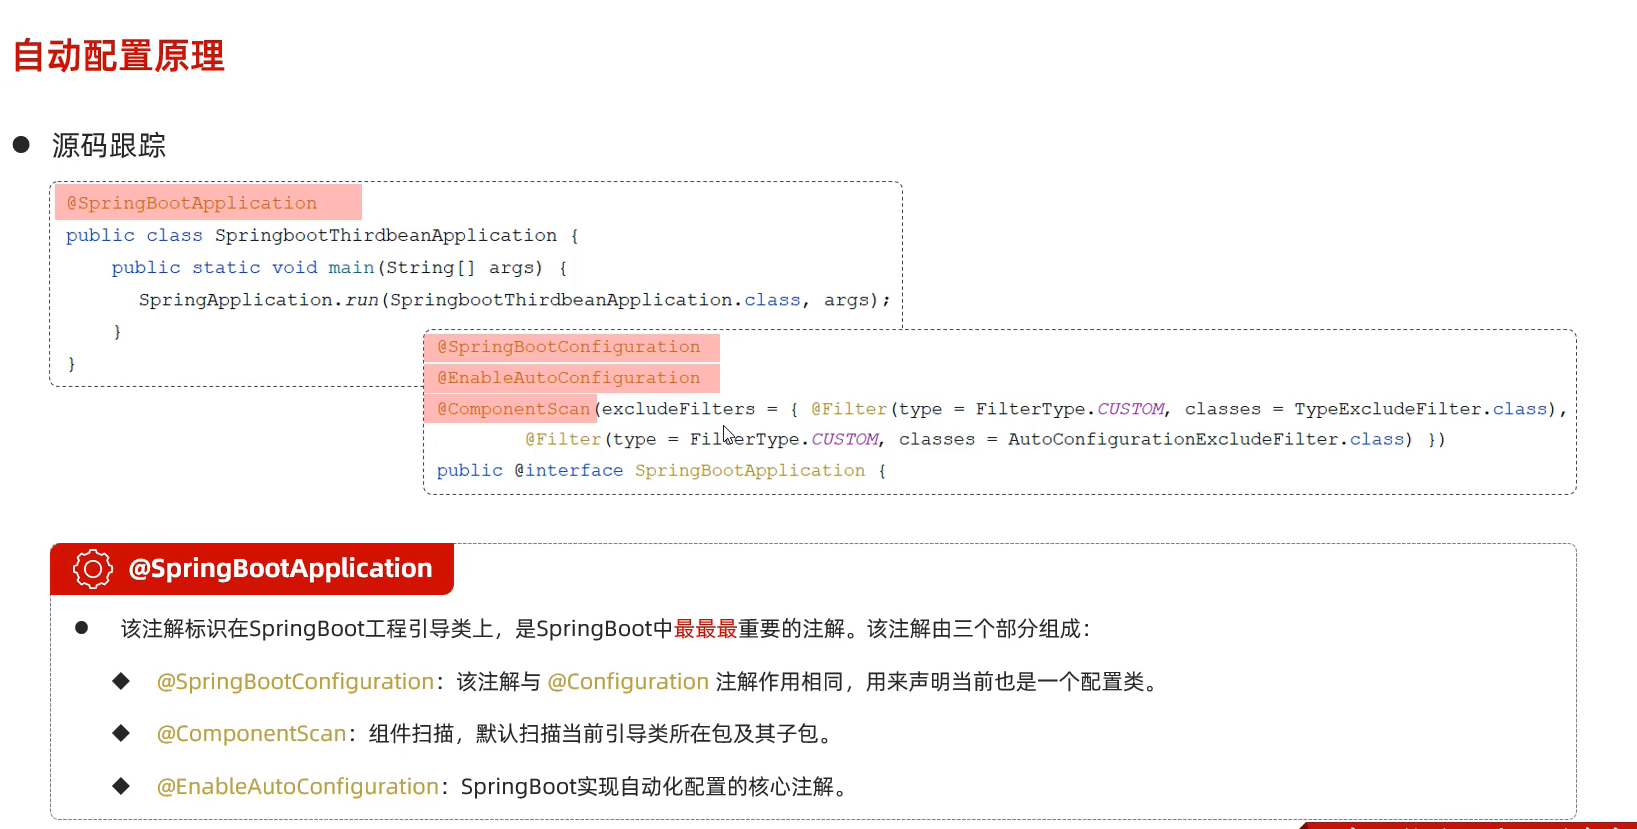 自动配置原理
源码跟踪
@SpringBootApplication
public class SpringbootThirdbeanApplication {
public static void main(String[] args) {
SpringApplication.run(SpringbootThirdbeanApplication.class, args);
}
}
@SpringBootConfiguration
@EnableAutoConfiguration
@ComponentScan(excludeFilters = { @Filter(type = FilterType.CUSTOM, classes = TypeExcludeFilter.class),
@Filter(type = FilterType.CUSTOM, classes = AutoConfigurationExcludeFilter.class) })
public @interface SpringBootApplication {
@SpringBootApplication
该注解标识在SpringBoot工程引导类上，是SpringBoot中最最最重要的注解。该注解由三个部分组成：
@SpringBootConfiguration：该注解与 @Configuration 注解作用相同，用来声明当前也是一个配置类。
@ComponentScan：组件扫描，默认扫描当前引导类所在包及其子包。
@EnableAutoConfiguration：SpringBoot实现自动化配置的核心注解。